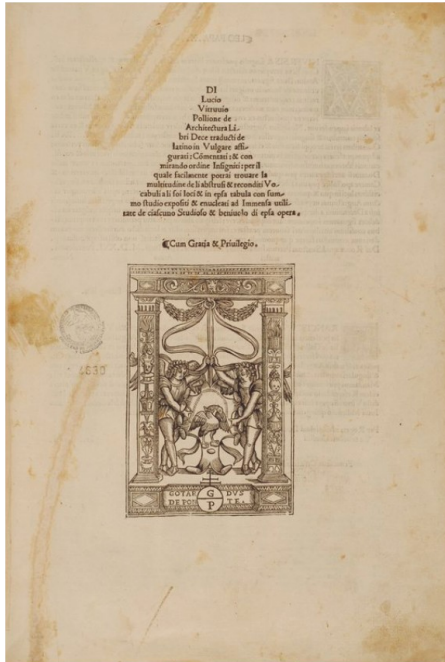 DI
Lucio
Vitruuio
Pollione de
Architectura Li-
bri Dece traducti de
latino in Vulgare affi-
gurati: Cōmentati: & con
mirando ordine Insigniti: per il
quale facilmente potrai trouare la
multitudine de li abstrusi & reconditi Vo-
cabuli a li soi loci & in epsa tabula con sum-
mo studio expositi & enucleati ad Immensa utili-
tate de ciascuno Studioso & beniuolo di epsa opera.
Cum Gratia & Priuilegio.
GOTAR G DVS
DE PON P TE.